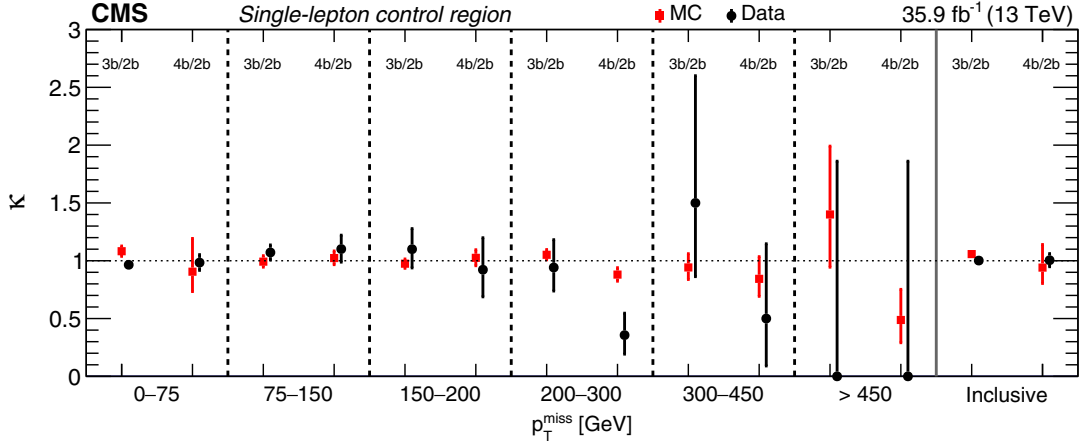 CMS Single-lepton control region MC Data 35.9 fb⁻¹ (13 TeV)
3b/2b 4b/2b 3b/2b 4b/2b 3b/2b 4b/2b 3b/2b 4b/2b 3b/2b 4b/2b 3b/2b 4b/2b 3b/2b 4b/2b
3
2.5
2
1.5
1
0.5
0
κ
0–75 75–150 150–200 200–300 300–450 > 450 Inclusive
p_T^miss [GeV]